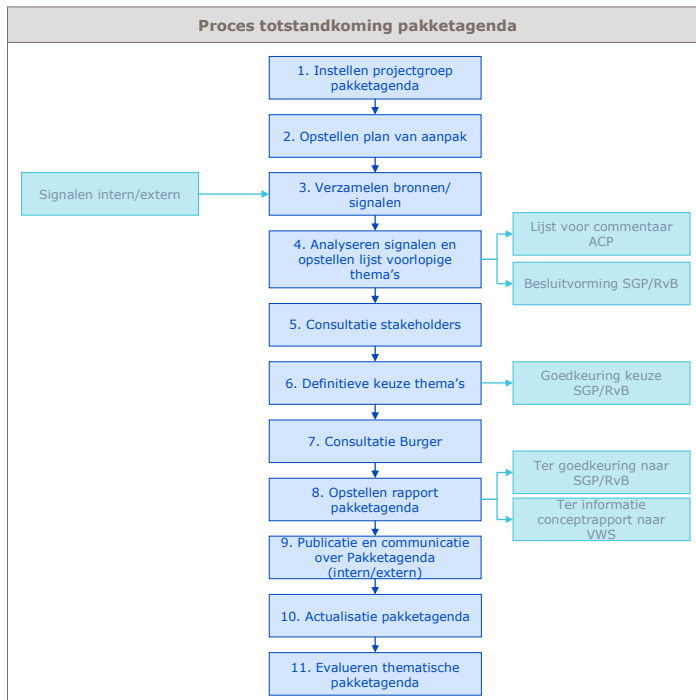 Proces totstandkoming pakketagenda
1. Instellen projectgroep
pakketagenda
2. Opstellen plan van aanpak
Signalen intern/extern
3. Verzamelen bronnen/
signalen
4. Analyseren signalen en
opstellen lijst voorlopige
thema's
Lijst voor commentaar
ACP
Besluitvorming SGP/RvB
5. Consultatie stakeholders
6. Definitieve keuze thema's
Goedkeuring keuze
SGP/RvB
7. Consultatie Burger
8. Opstellen rapport
pakketagenda
Ter goedkeuring naar
SGP/RvB
Ter informatie
conceptrapport naar
VWS
9. Publicatie en communicatie
over Pakketagenda
(intern/extern)
10. Actualisatie pakketagenda
11. Evalueren thematische
pakketagenda